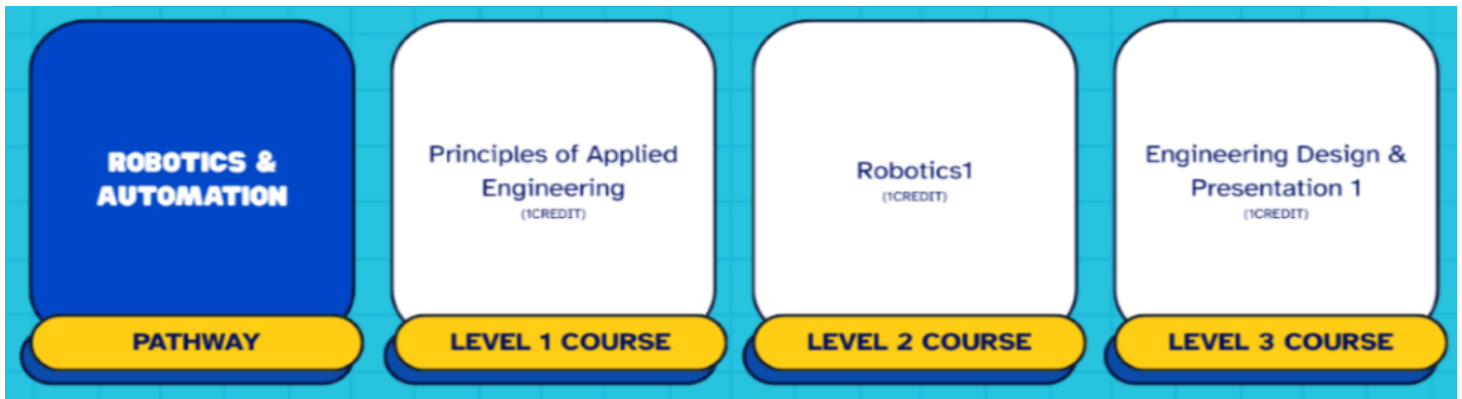 ROBOTICS &
AUTOMATION
PATHWAY
Principles of Applied
Engineering
(1CREDIT)
LEVEL 1 COURSE
Robotics1
(1CREDIT)
LEVEL 2 COURSE
Engineering Design &
Presentation 1
(1CREDIT)
LEVEL 3 COURSE